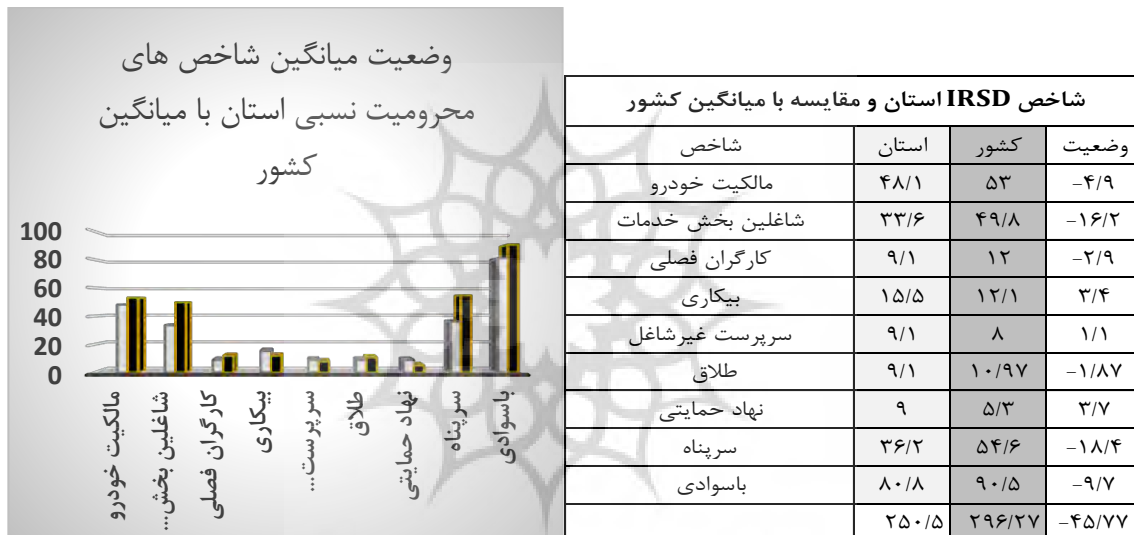 وضعیت میانگین شاخص های
محرومیت نسبی استان با میانگین
کشور
100
80
60
40
20
0
مالکیت خودرو
شاغلین بخش...
کارگران فصلی
بیکاری
سرپرست...
طلاق
نهاد حمایتی
سرپناه
باسوادی
شاخص IRSD استان و مقایسه با میانگین کشور
شاخص استان کشور وضعیت
مالکیت خودرو ۴۸/۱ ۵۳ -۴/۹
شاغلین بخش خدمات ۳۳/۶ ۴۹/۸ -۱۶/۲
کارگران فصلی ۹/۱ ۱۲ -۲/۹
بیکاری ۱۵/۵ ۱۲/۱ ۳/۴
سرپرست غیرشاغل ۹/۱ ۸ ۱/۱
طلاق ۹/۱ ۱۰/۹۷ -۱/۸۷
نهاد حمایتی ۹ ۵/۳ ۳/۷
سرپناه ۳۶/۲ ۵۴/۶ -۱۸/۴
باسوادی ۸۰/۸ ۹۰/۵ -۹/۷
۲۵۰/۵ ۲۹۶/۲۷ -۴۵/۷۷